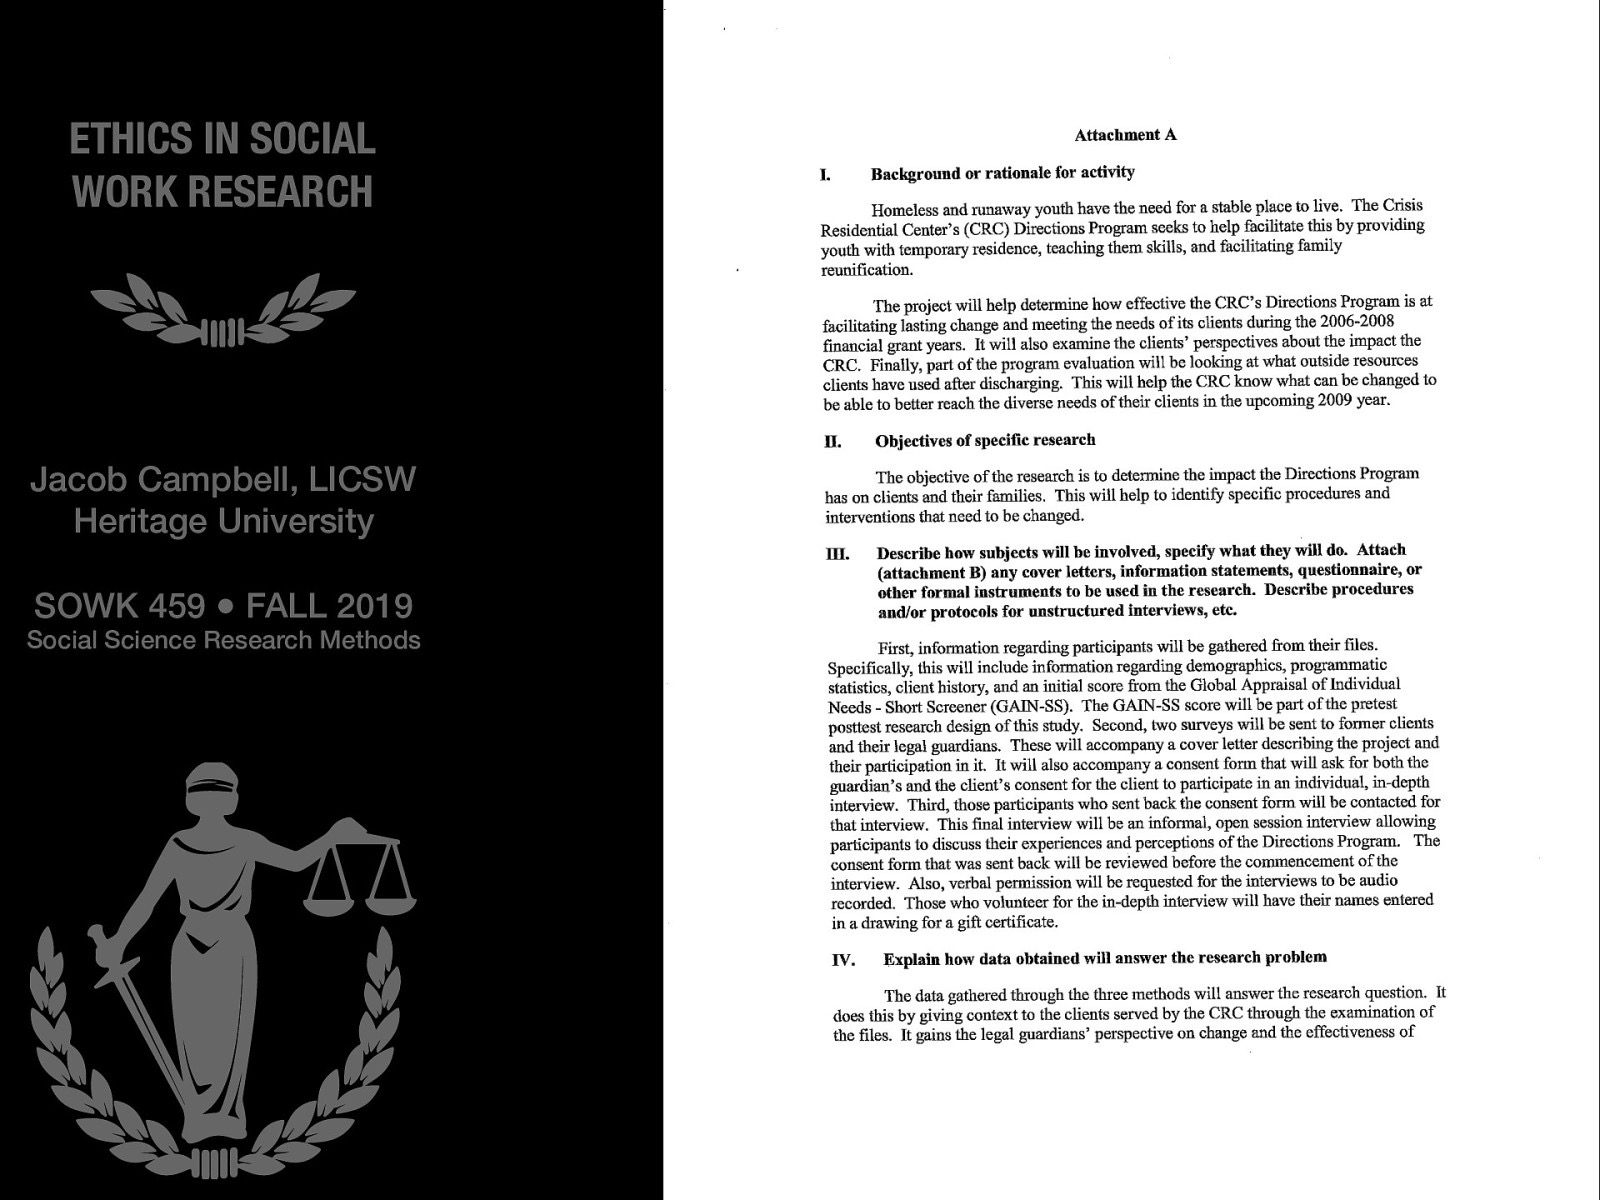 ETHICS IN SOCIAL
WORK RESEARCH
Jacob Campbell, LICSW
Heritage University
SOWK 459 • FALL 2019
Social Science Research Methods
Attachment A
I. Background or rationale for activity
Homeless and runaway youth have the need for a stable place to live. The Crisis
Residential Center's (CRC) Directions Program seeks to help facilitate this by providing
youth with temporary residence, teaching them skills, and facilitating family
reunification.
The project will help determine how effective the CRC's Directions Program is at
facilitating lasting change and meeting the needs of its clients during the 2006-2008
financial grant years. It will also examine the clients' perspectives about the impact the
CRC. Finally, part of the program evaluation will be looking at what outside resources
clients have used after discharging. This will help the CRC know what can be changed to
be able to better reach the diverse needs of their clients in the upcoming 2009 year.
II. Objectives of specific research
The objective of the research is to determine the impact the Directions Program
has on clients and their families. This will help to identify specific procedures and
interventions that need to be changed.
III. Describe how subjects will be involved, specify what they will do. Attach
(attachment B) any cover letters, information statements, questionnaire, or
other formal instruments to be used in the research. Describe procedures
and/or protocols for unstructured interviews, etc.
First, information regarding participants will be gathered from their files.
Specifically, this will include information regarding demographics, programmatic
statistics, client history, and an initial score from the Global Appraisal of Individual
Needs - Short Screener (GAIN-SS). The GAIN-SS score will be part of the pretest
posttest research design of this study. Second, two surveys will be sent to former clients
and their legal guardians. These will accompany a cover letter describing the project and
their participation in it. It will also accompany a consent form that will ask for both the
guardian's and the client's consent for the client to participate in an individual, in-depth
interview. Third, those participants who sent back the consent form will be contacted for
that interview. This final interview will be an informal, open session interview allowing
participants to discuss their experiences and perceptions of the Directions Program. The
consent form that was sent back will be reviewed before the commencement of the
interview. Also, verbal permission will be requested for the interviews to be audio
recorded. Those who volunteer for the in-depth interview will have their names entered
in a drawing for a gift certificate.
IV. Explain how data obtained will answer the research problem
The data gathered through the three methods will answer the research question. It
does this by giving context to the clients served by the CRC through the examination of
the files. It gains the legal guardians' perspective on change and the effectiveness of